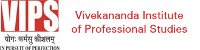 VIPS
योगः कर्मसु कौशलम्
IN PURSUIT OF PERFECTION
Vivekananda Institute
of Professional Studies